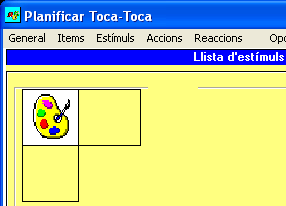 Planificar Toca-Toca
General Items Estímuls Accions Reaccions
Llista d'estímuls